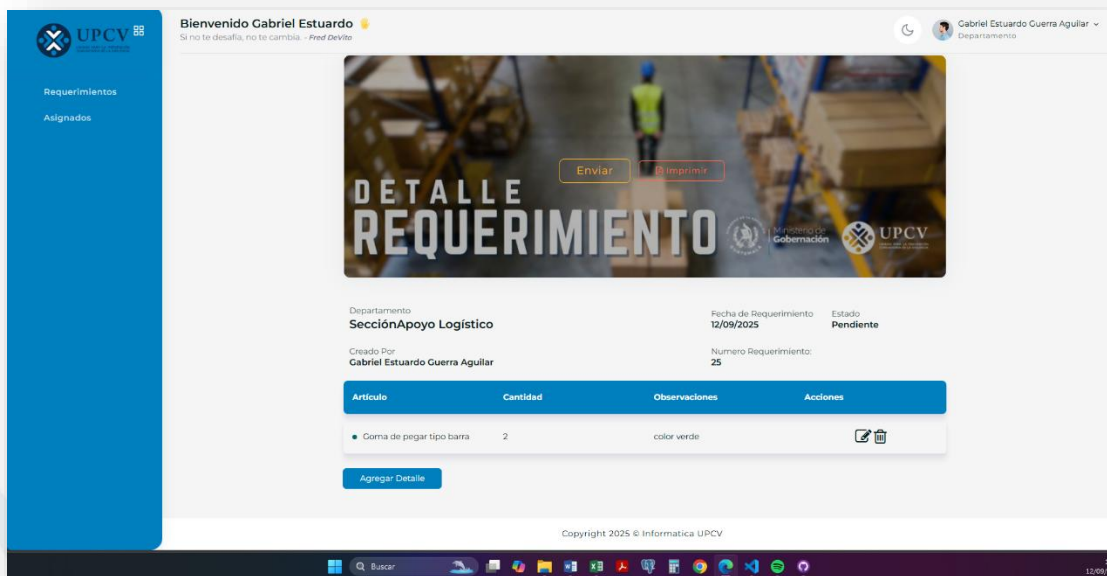 UPCV
Bienvenido Gabriel Estuardo
Si no te desafía, no te cambia. - Fred DeVito
Gabriel Estuardo Guerra Aguilar
Departamento
Requerimientos
Asignados
Enviar
Imprimir
DETALLE
REQUERIMIENTO
Ministerio de
Gobernación
UPCV
Departamento
SecciónApoyo Logístico
Fecha de Requerimiento
12/09/2025
Estado
Pendiente
Creado Por
Gabriel Estuardo Guerra Aguilar
Numero Requerimiento:
25
Artículo Cantidad Observaciones Acciones
Goma de pegar tipo barra 2 color verde
Agregar Detalle
Copyright 2025 © Informatica UPCV
Buscar
12/09/